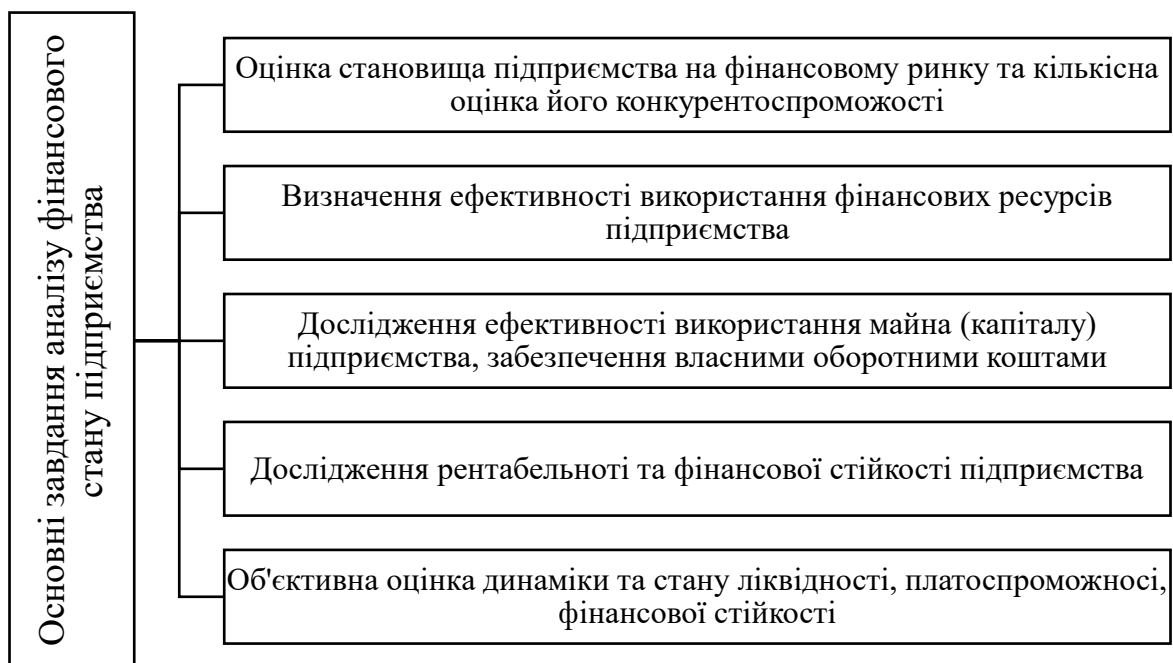 Основні завдання аналізу фінансового
стану підприємства
Оцінка становища підприємства на фінансовому ринку та кількісна
оцінка його конкурентоспроможості
Визначення ефективності використання фінансових ресурсів
підприємства
Дослідження ефективності використання майна (капіталу)
підприємства, забезпечення власними оборотними коштами
Дослідження рентабельноті та фінансової стійкості підприємства
Об'єктивна оцінка динаміки та стану ліквідності, платоспроможносі,
фінансової стійкості